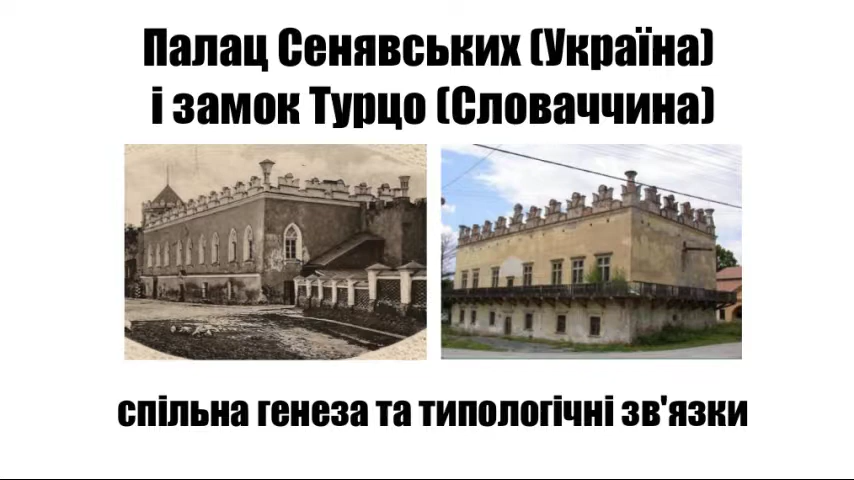 Палац Сенявських (Україна)
і замок Турцо (Словаччина)
спільна генеза та типологічні зв'язки